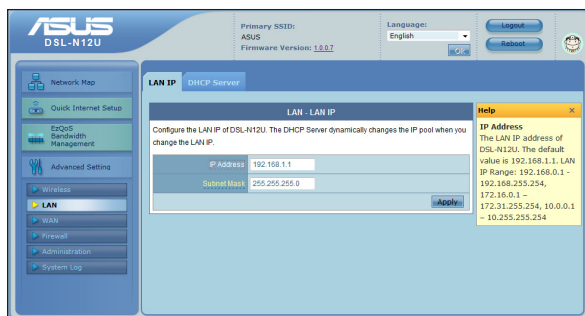 ASUS
DSL-N12U
Primary SSID:
ASUS
Firmware Version: 1.0.0.7
Language:
English
OK
Logout
Reboot
Network Map
Quick Internet Setup
EzQoS
Bandwidth
Management
Advanced Setting
Wireless
LAN
WAN
Firewall
Administration
System Log
LAN IP
DHCP Server
LAN - LAN IP
Configure the LAN IP of DSL-N12U. The DHCP Server dynamically changes the IP pool when you
change the LAN IP.
IP Address 192.168.1.1
Subnet Mask 255.255.255.0
Apply
Help X
IP Address
The LAN IP address of
DSL-N12U. The default
value is 192.168.1.1. LAN
IP Range: 192.168.0.1 -
192.168.255.254,
172.16.0.1 –
172.31.255.254, 10.0.0.1
– 10.255.255.254